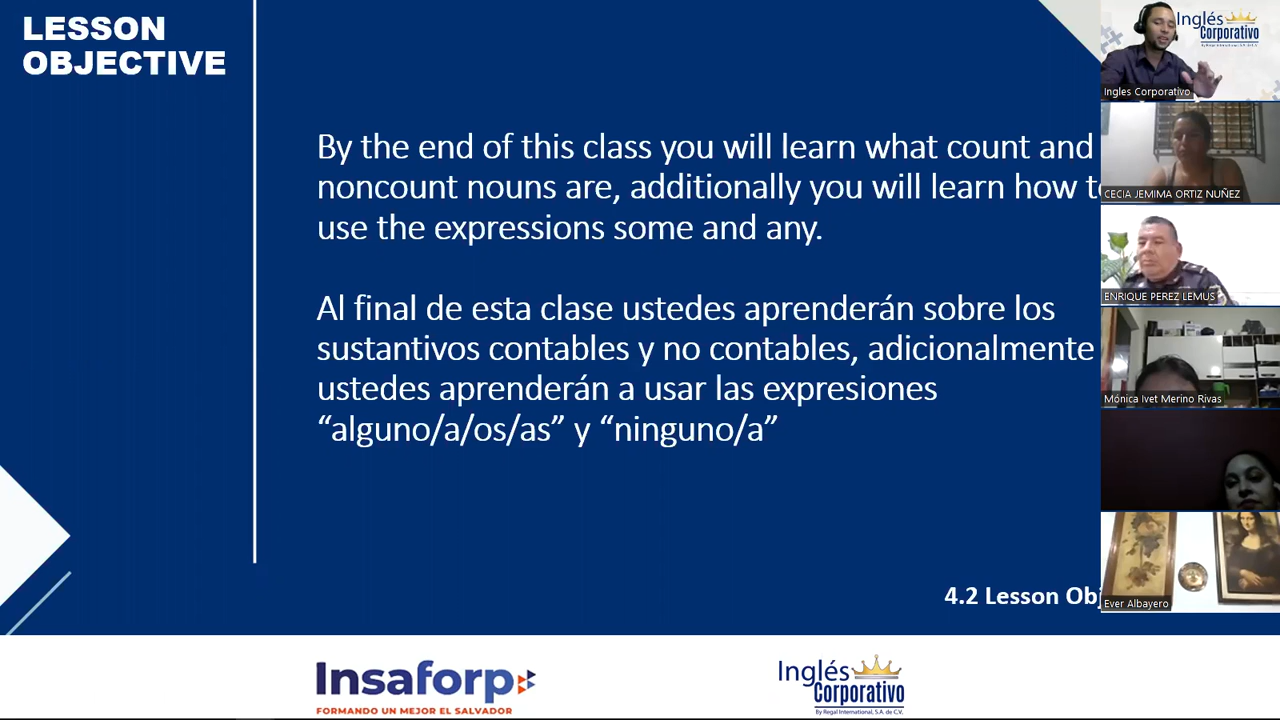 LESSON
OBJECTIVE
By the end of this class you will learn what count and
noncount nouns are, additionally you will learn how t
use the expressions some and any.
Al final de esta clase ustedes aprenderán sobre los
sustantivos contables y no contables, adicionalmente
ustedes aprenderán a usar las expresiones
“alguno/a/os/as” y “ninguno/a”
4.2 Lesson Obj
Insaforp
FORMANDO UN MEJOR EL SALVADOR
Inglés
Corporativo
By Regal International, S.A. de C.V.
Inglés
Corporativo
Ingles Corporativo
CECIA JEMIMA ORTIZ NUÑEZ
ENRIQUE PEREZ LEMUS
Mónica Ivet Merino Rivas
Ever Albayero